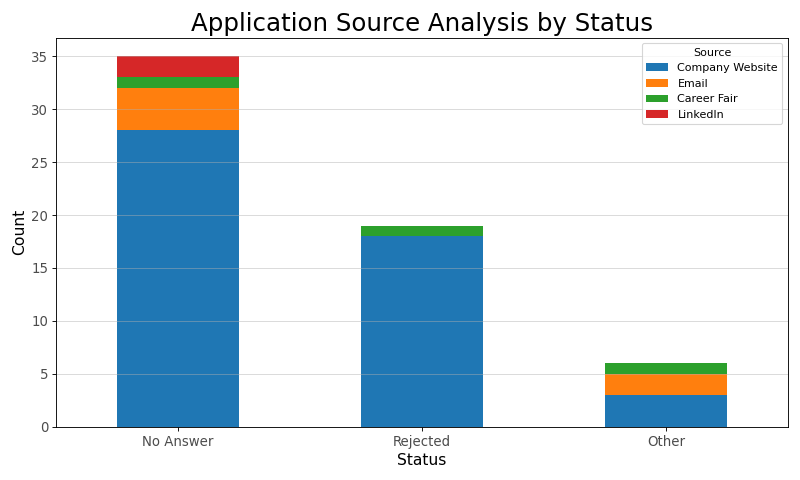 Application Source Analysis by Status
Source
Company Website
Email
Career Fair
LinkedIn
Count
35
30
25
20
15
10
5
0
No Answer
Rejected
Other
Status